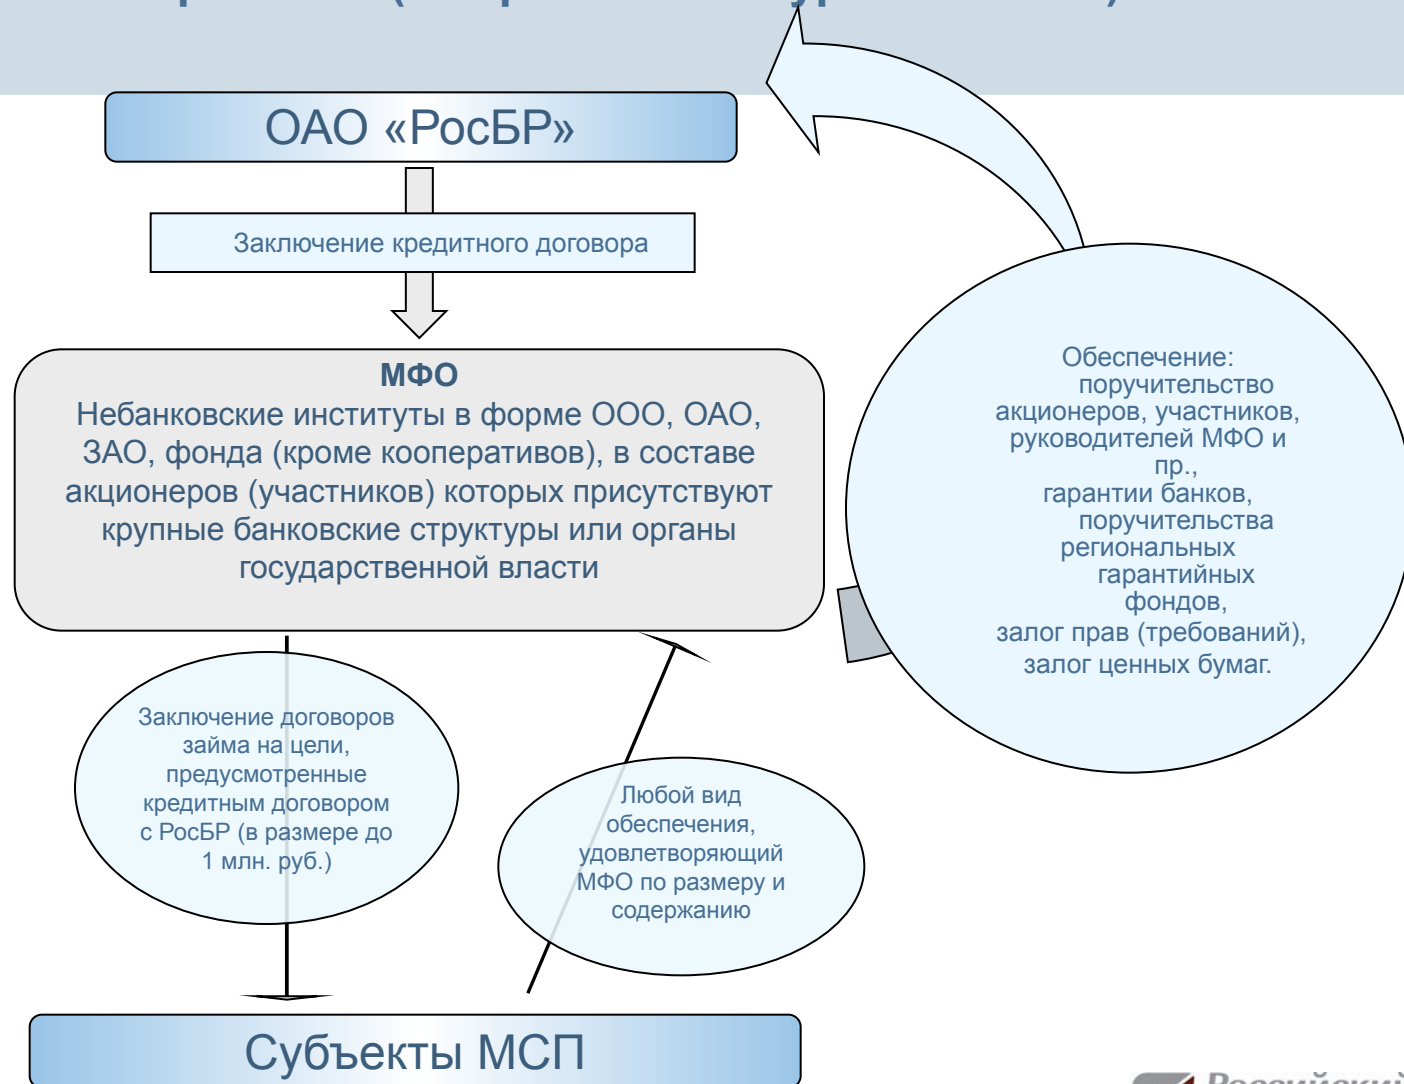 ОАО «РосБР»
Заключение кредитного договора
МФО
Небанковские институты в форме ООО, ОАО,
ЗАО, фонда (кроме кооперативов), в составе
акционеров (участников) которых присутствуют
крупные банковские структуры или органы
государственной власти
Обеспечение:
поручительство
акционеров, участников,
руководителей МФО и
пр.,
гарантии банков,
поручительства
региональных
гарантийных
фондов,
залог прав (требований),
залог ценных бумаг.
Заключение договоров
займа на цели,
предусмотренные
кредитным договором
с РосБР (в размере до
1 млн. руб.)
Любой вид
обеспечения,
удовлетворяющий
МФО по размеру и
содержанию
Субъекты МСП